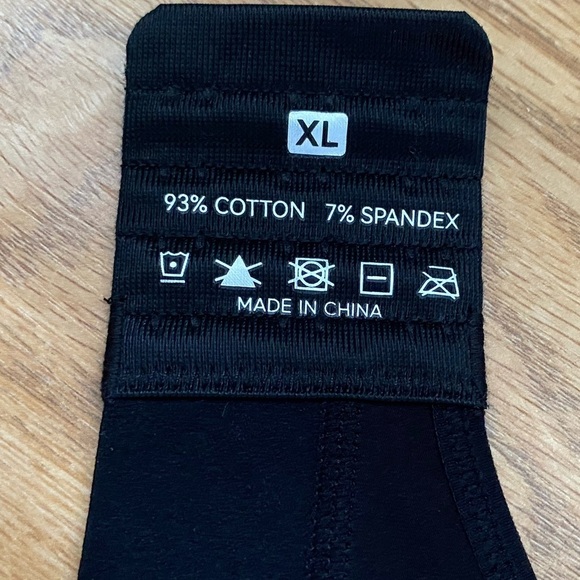 XL
93% COTTON 7% SPANDEX
MADE IN CHINA